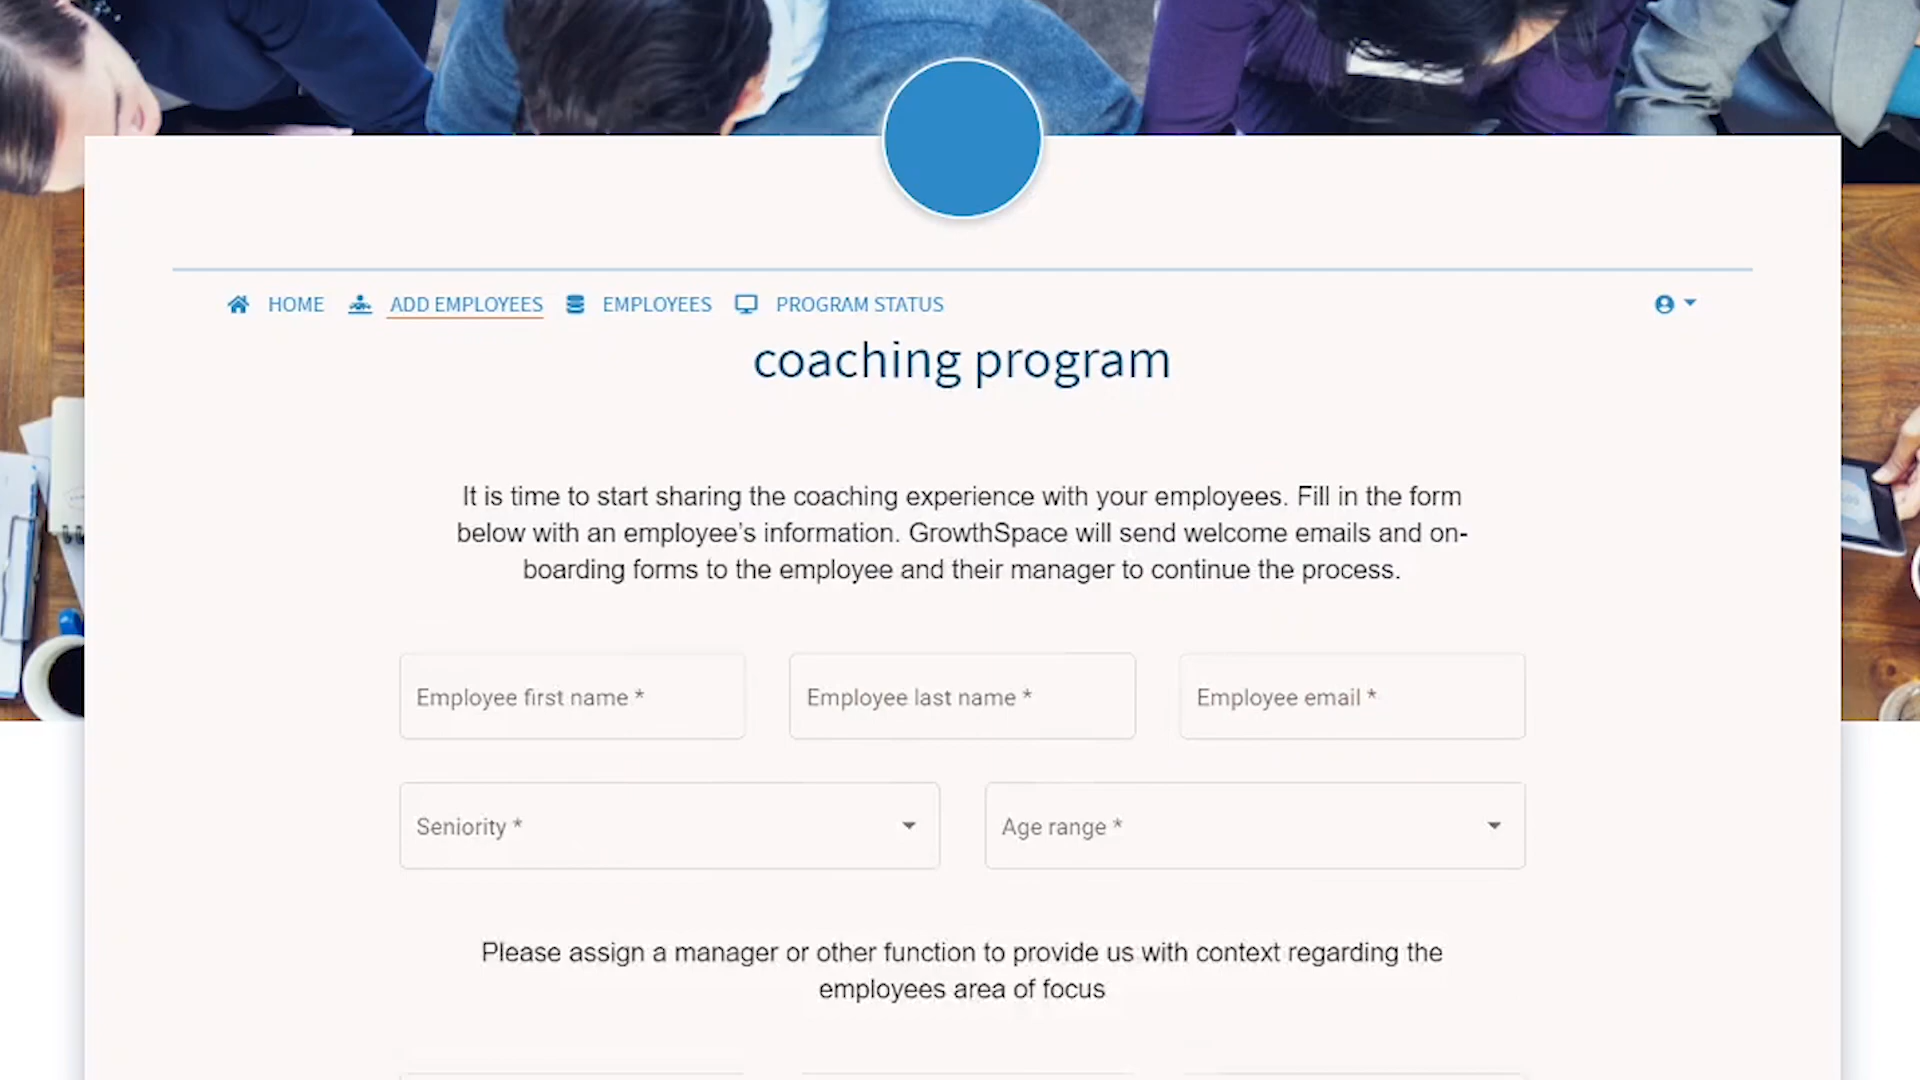 HOME ADD EMPLOYEES EMPLOYEES PROGRAM STATUS
coaching program
It is time to start sharing the coaching experience with your employees. Fill in the form
below with an employee’s information. GrowthSpace will send welcome emails and on-
boarding forms to the employee and their manager to continue the process.
Employee first name * Employee last name * Employee email *
Seniority * Age range *
Please assign a manager or other function to provide us with context regarding the
employees area of focus